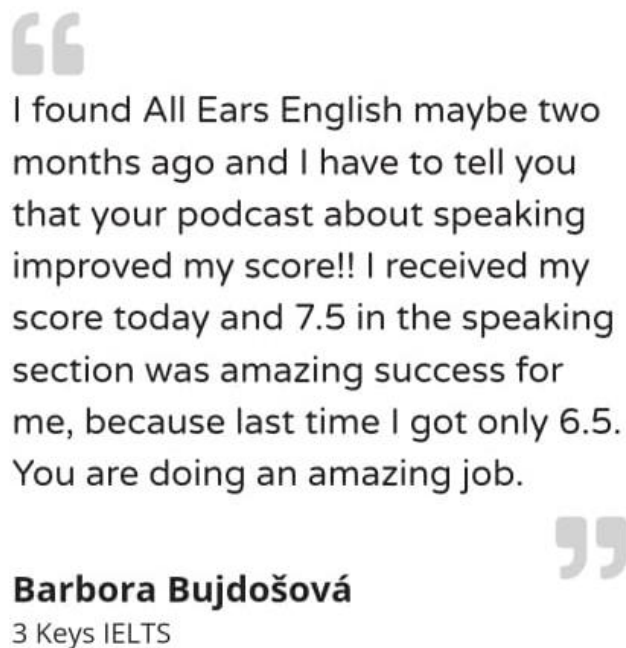 “
I found All Ears English maybe two
months ago and I have to tell you
that your podcast about speaking
improved my score!! I received my
score today and 7.5 in the speaking
section was amazing success for
me, because last time I got only 6.5.
You are doing an amazing job.
”
Barbora Bujdošová
3 Keys IELTS